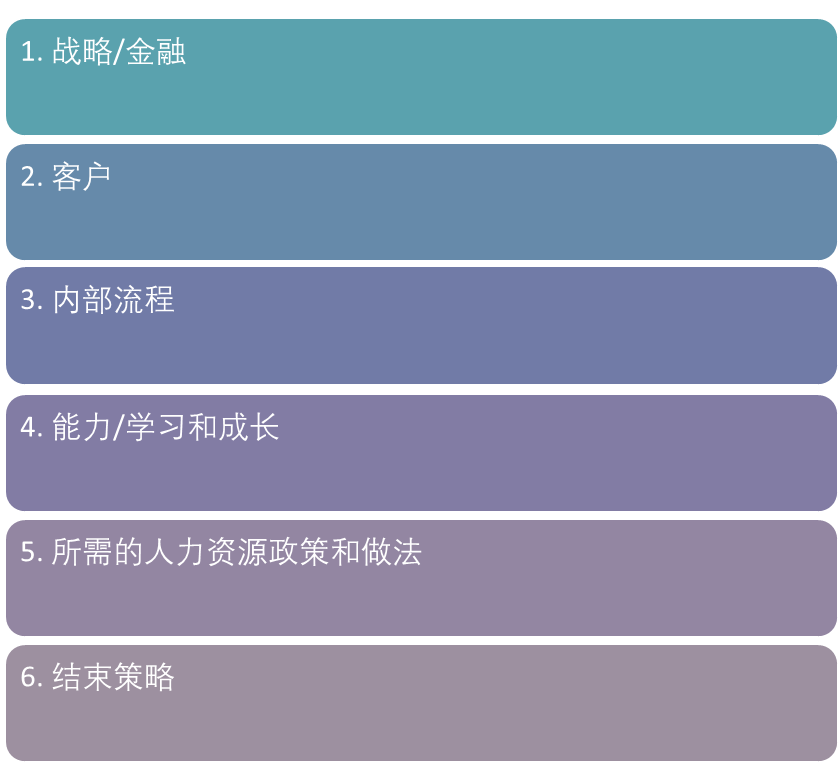 1. 战略/金融
2. 客户
3. 内部流程
4. 能力/学习和成长
5. 所需的人力资源政策和做法
6. 结束策略